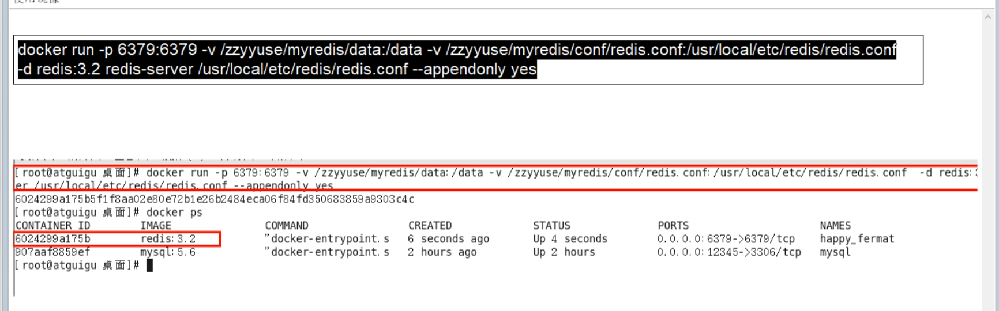 使用镜像
docker run -p 6379:6379 -v /zzyyuse/myredis/data:/data -v /zzyyuse/myredis/conf/redis.conf:/usr/local/etc/redis/redis.conf
-d redis:3.2 redis-server /usr/local/etc/redis/redis.conf --appendonly yes
[root@atguigu 桌面]# docker run -p 6379:6379 -v /zzyyuse/myredis/data:/data -v /zzyyuse/myredis/conf/redis.conf:/usr/local/etc/redis/redis.conf -d redis:3
er /usr/local/etc/redis/redis.conf --appendonly yes
6024299a175b5f1f8aa02e80e72b1e26b2484eca06f84fd350683859a9303c4c
[root@atguigu 桌面]# docker ps
CONTAINER ID IMAGE COMMAND CREATED STATUS PORTS NAMES
6024299a175b redis:3.2 "docker-entrypoint.s 6 seconds ago Up 4 seconds 0.0.0.0:6379->6379/tcp happy_fermat
907aaf8859ef mysql:5.6 "docker-entrypoint.s 2 hours ago Up 2 hours 0.0.0.0:12345->3306/tcp mysql
[root@atguigu 桌面]#